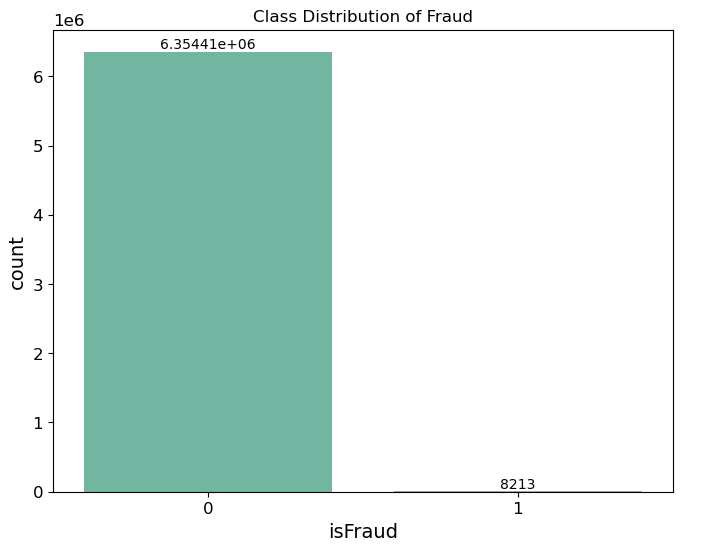 Class Distribution of Fraud
1e6
6.35441e+06
6
5
4
3
2
1
0
count
8213
0
1
isFraud